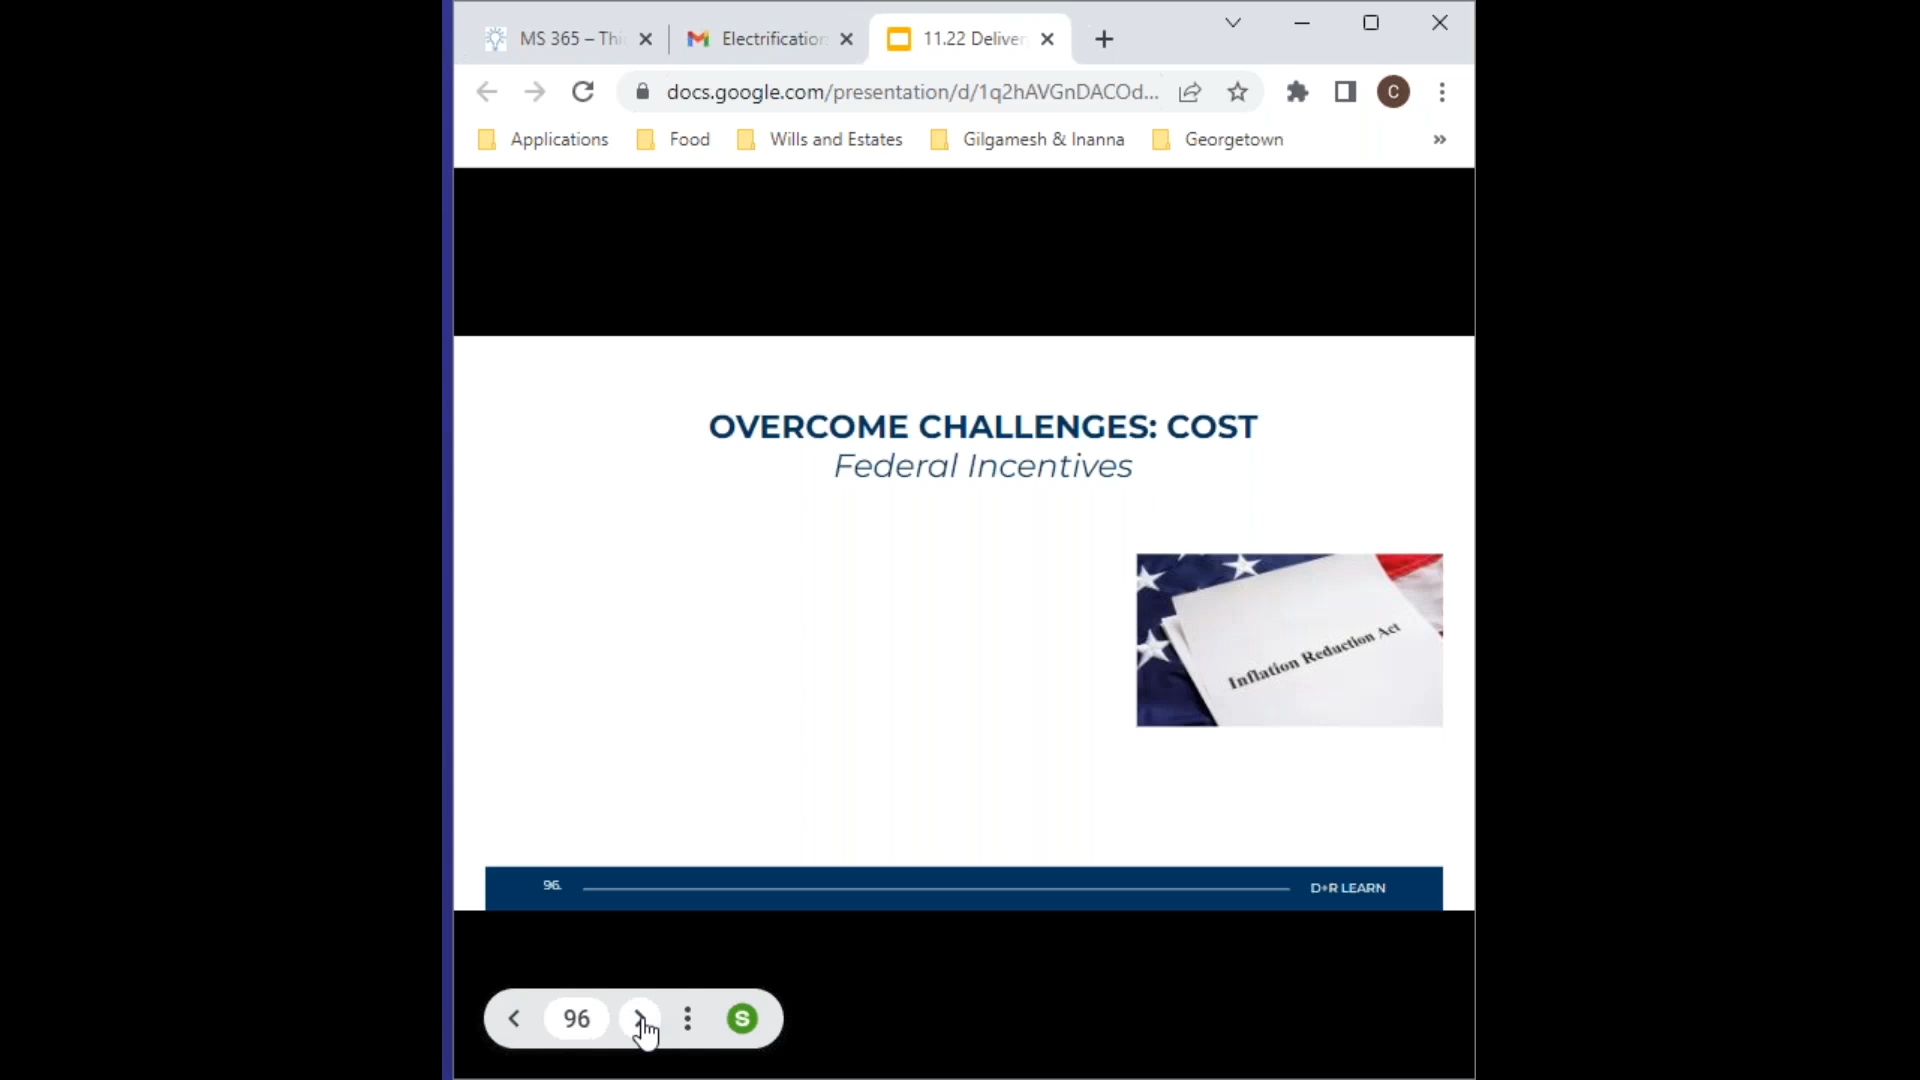 MS 365 – Thi
Electrification
11.22 Deliver
docs.google.com/presentation/d/1q2hAVGnDACOd...
C
Applications
Food
Wills and Estates
Gilgamesh & Inanna
Georgetown
»
OVERCOME CHALLENGES: COST
Federal Incentives
Inflation Reduction Act
96.
D+R LEARN
96
S